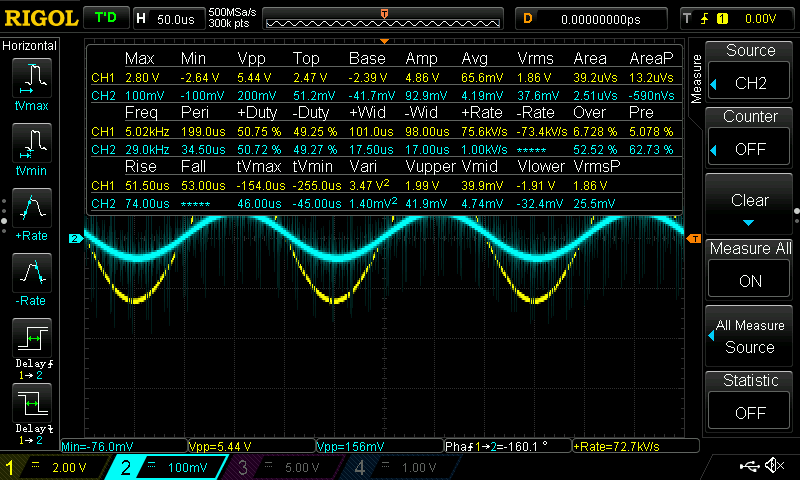 RIGOL T'D H 50.0us 500MSa/s 300k pts T D 0.00000000ps T 1 0.00V
Horizontal
tVmax
tVmin
+Rate
-Rate
Delay
1→2
Delay
1→2
Max Min Vpp Top Base Amp Avg Vrms Area AreaP
CH1 2.80 V -2.64 V 5.44 V 2.47 V -2.39 V 4.86 V 65.6mV 1.86 V 39.2uVs 13.2uVs
CH2 100mV -100mV 200mV 51.2mV -41.7mV 92.9mV 4.19mV 37.6mV 2.51uVs -590nVs
Freq Peri +Duty -Duty +Wid -Wid +Rate -Rate Over Pre
CH1 5.02kHz 199.0us 50.75 % 49.25 % 101.0us 98.00us 75.6kV/s -73.4kV/s 6.728 % 5.078 %
CH2 29.0kHz 34.50us 50.72 % 49.27 % 17.50us 17.00us 1.00kV/s ***** 52.52 % 62.73 %
Rise Fall tVmax tVmin Vari Vupper Vmid Vlower VrmsP
CH1 51.50us 53.00us -154.0us -255.0us 3.47 V² 1.99 V 39.9mV -1.91 V 1.86 V
CH2 74.00us ***** 46.00us -45.00us 1.40mV² 41.9mV 4.74mV -32.4mV 25.5mV
2
T
Measure
Source
CH2
Counter
OFF
Clear
Measure All
ON
All Measure
Source
Statistic
OFF
Min=-76.0mV Vpp=5.44 V Vpp=156mV Pha1→2=-160.1 ° +Rate=72.7kV/s
1 2.00 V 2 100mV 3 5.00 V 4 1.00 V